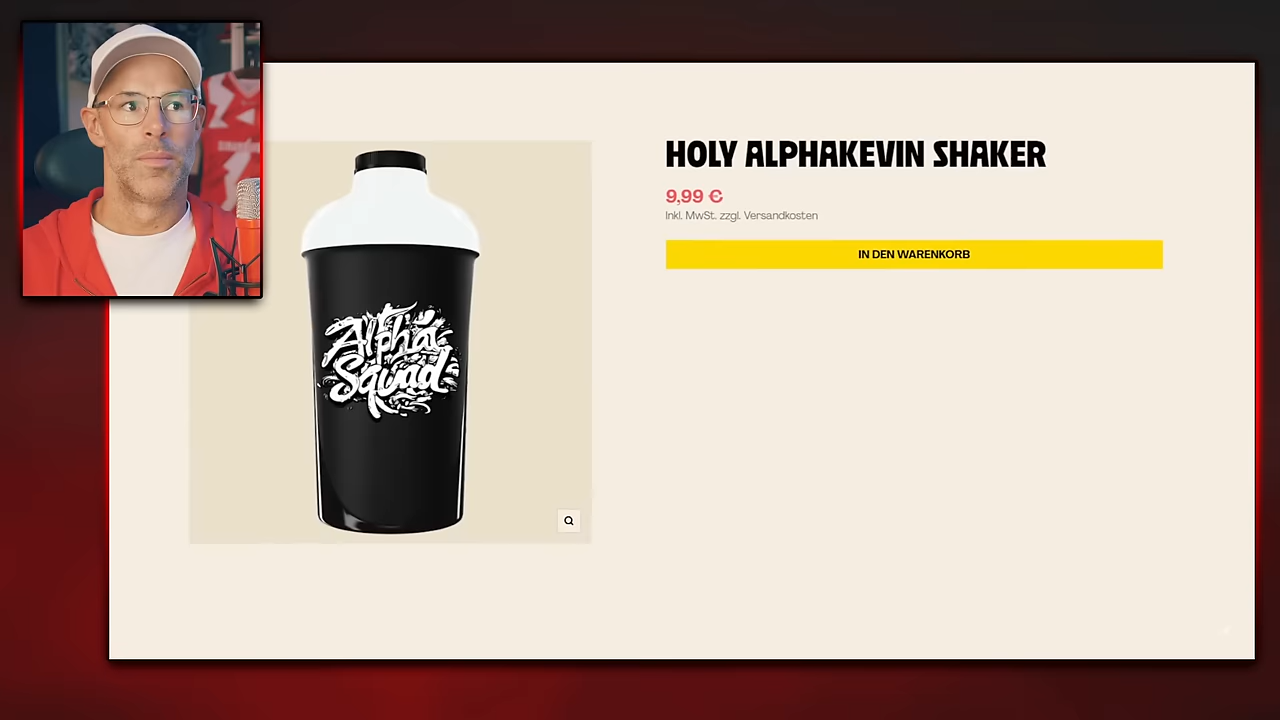 HOLY ALPHAKEVIN SHAKER
9,99 €
Inkl. MwSt. zzgl. Versandkosten
IN DEN WARENKORB
Alpha
Squad